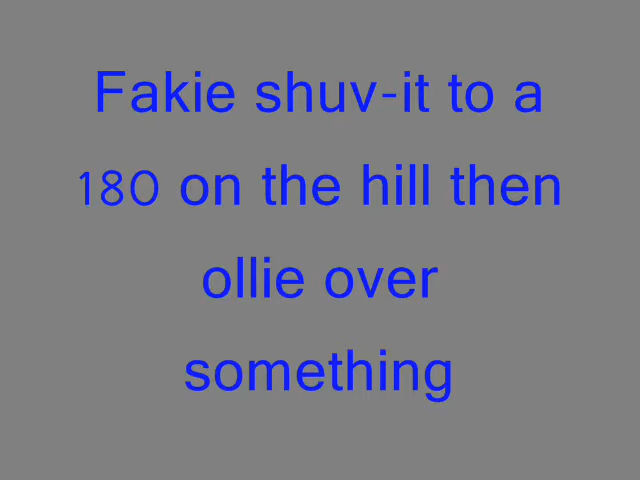 Fakie shuv-it to a
180 on the hill then
ollie over
something